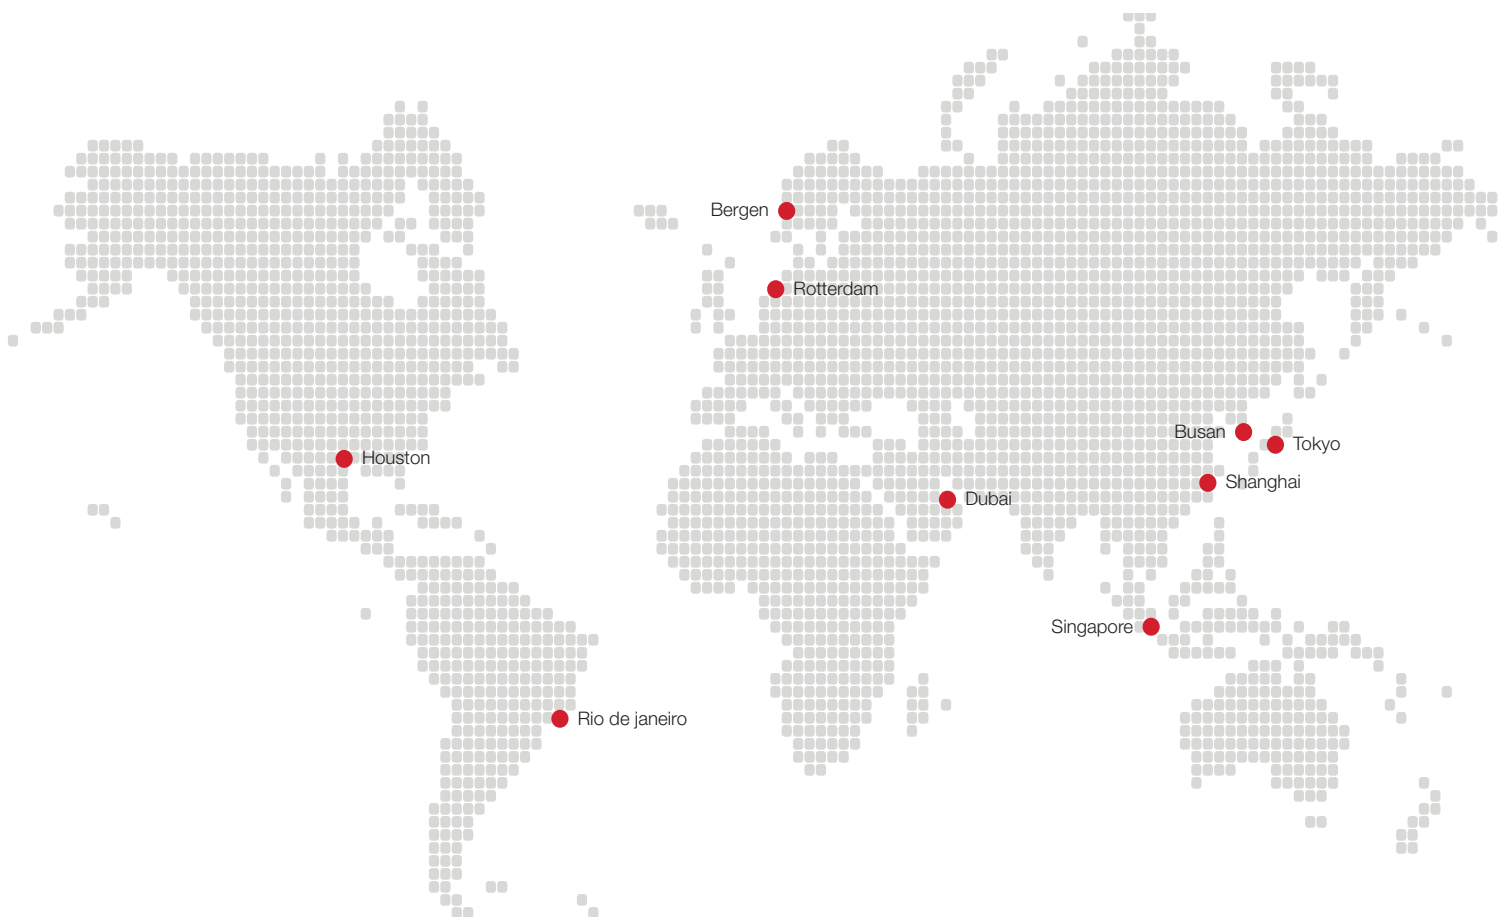 Bergen
Rotterdam
Busan
Tokyo
Houston
Shanghai
Dubai
Singapore
Rio de janeiro